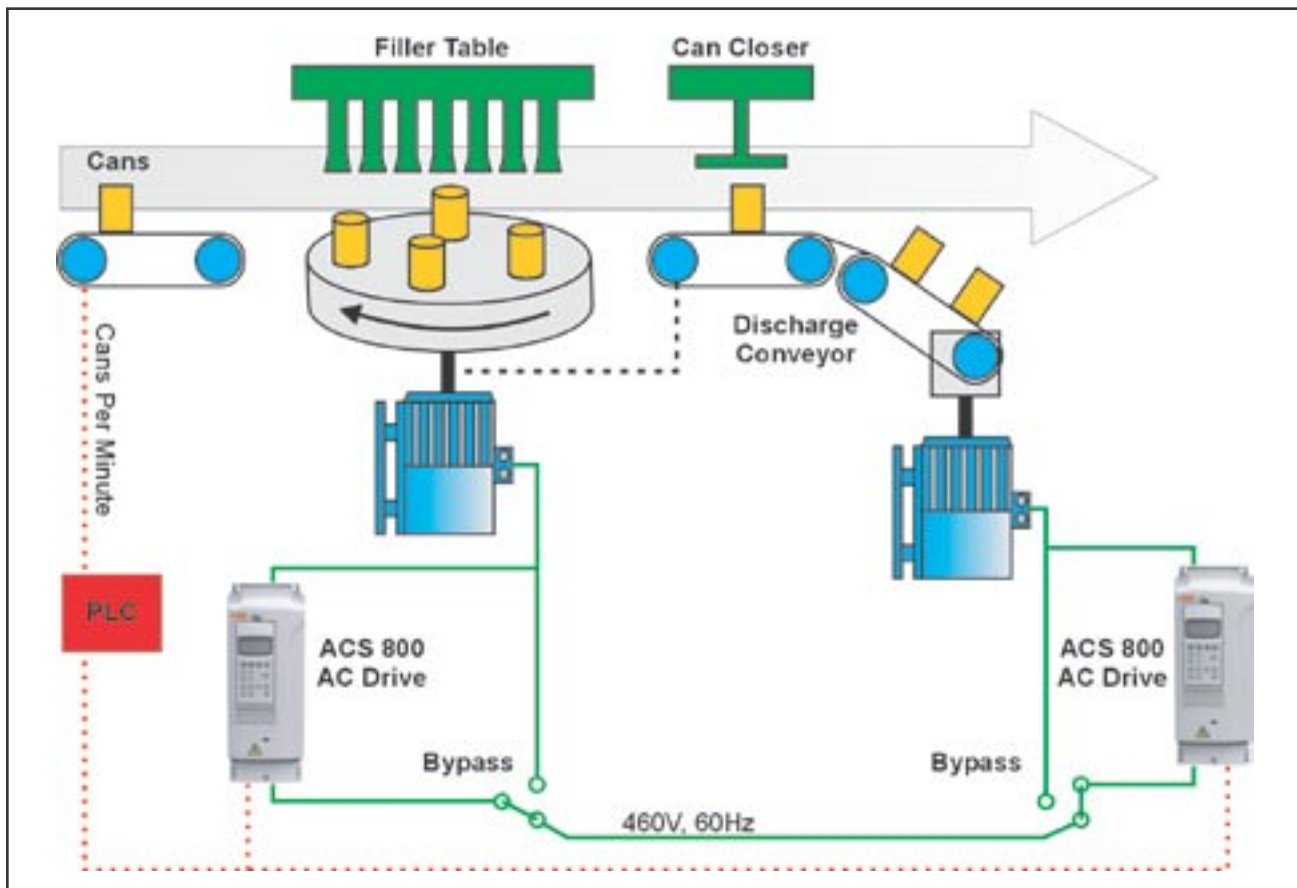 Filler Table
Can Closer
Cans
Discharge
Conveyor
Cans Per Minute
PLC
ACS 800
AC Drive
ACS 800
AC Drive
Bypass
Bypass
460V, 60Hz